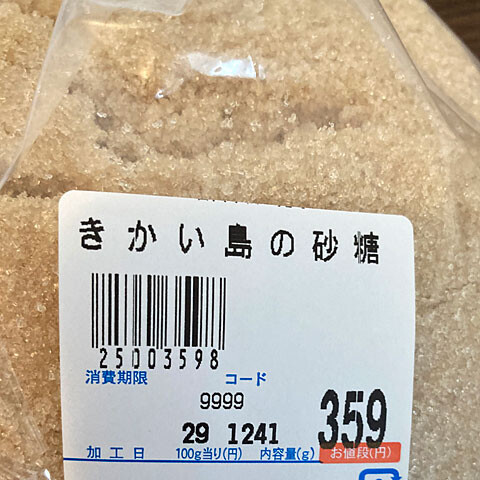 きかい島の砂糖
25003598
消費期限 コード
9999
29 1241 359
加工日 100g当り(円) 内容量(g) お値段(円)